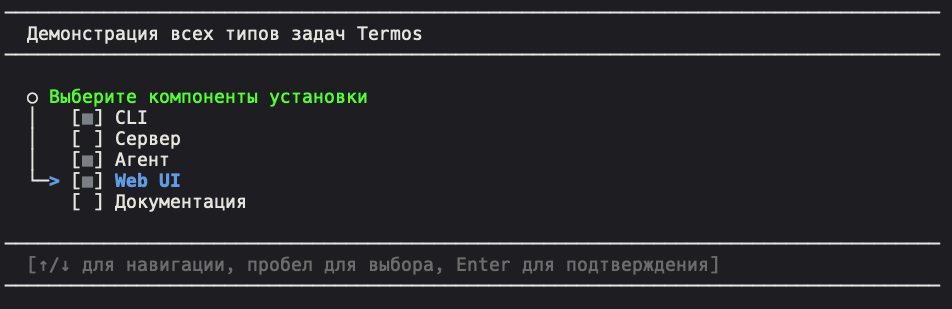 Демонстрация всех типов задач Termos
Выберите компоненты установки
[■] CLI
[ ] Сервер
[■] Агент
> [■] Web UI
[ ] Документация
[↑/↓ для навигации, пробел для выбора, Enter для подтверждения]